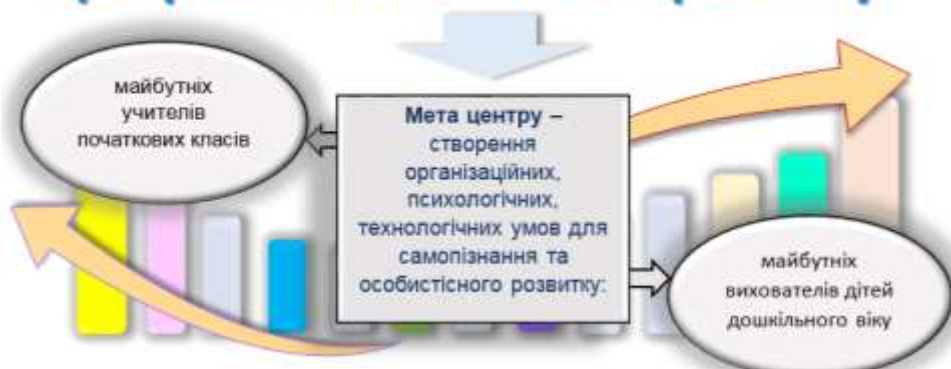 майбутніх
учителів
початкових класів
Мета центру –
створення
організаційних,
психологічних,
технологічних умов для
самопізнання та
особистісного розвитку:
майбутніх
вихователів дітей
дошкільного віку